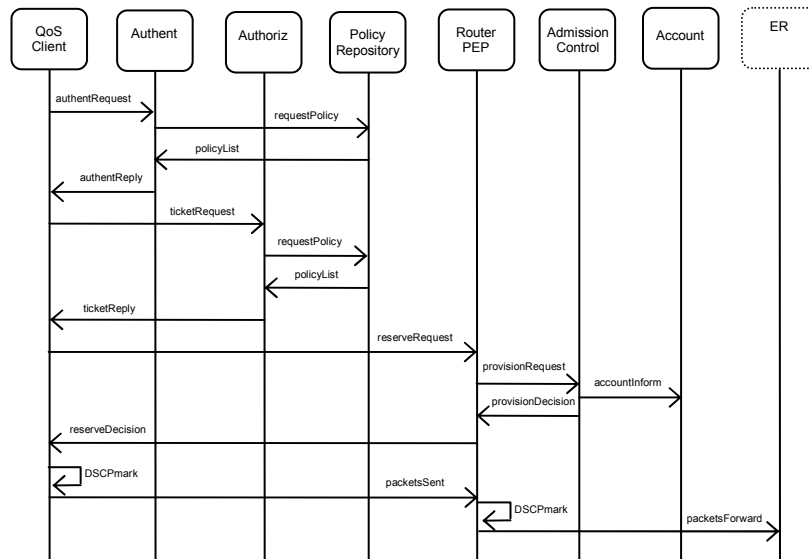 QoS
Client
Authent
Authoriz
Policy
Repository
Router
PEP
Admission
Control
Account
ER
authentRequest
requestPolicy
policyList
authentReply
ticketRequest
requestPolicy
policyList
ticketReply
reserveRequest
provisionRequest
accountInform
provisionDecision
reserveDecision
DSCPmark
packetsSent
DSCPmark
packetsForward